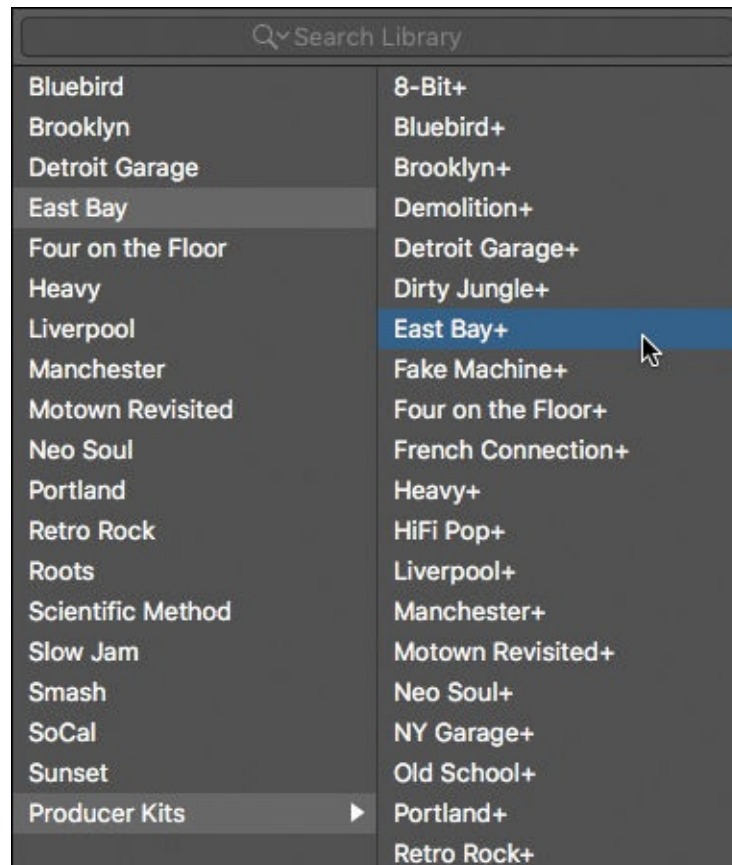 Search Library
Bluebird
Brooklyn
Detroit Garage
East Bay
Four on the Floor
Heavy
Liverpool
Manchester
Motown Revisited
Neo Soul
Portland
Retro Rock
Roots
Scientific Method
Slow Jam
Smash
SoCal
Sunset
Producer Kits
8-Bit+
Bluebird+
Brooklyn+
Demolition+
Detroit Garage+
Dirty Jungle+
East Bay+
Fake Machine+
Four on the Floor+
French Connection+
Heavy+
HiFi Pop+
Liverpool+
Manchester+
Motown Revisited+
Neo Soul+
NY Garage+
Old School+
Portland+
Retro Rock+